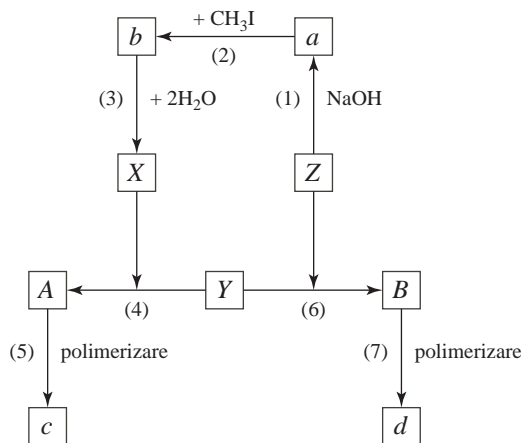 + CH₃I
b (2) a
(3) + 2H₂O (1) NaOH
X Z
A (4) Y (6) B
(5) polimerizare (7) polimerizare
c d